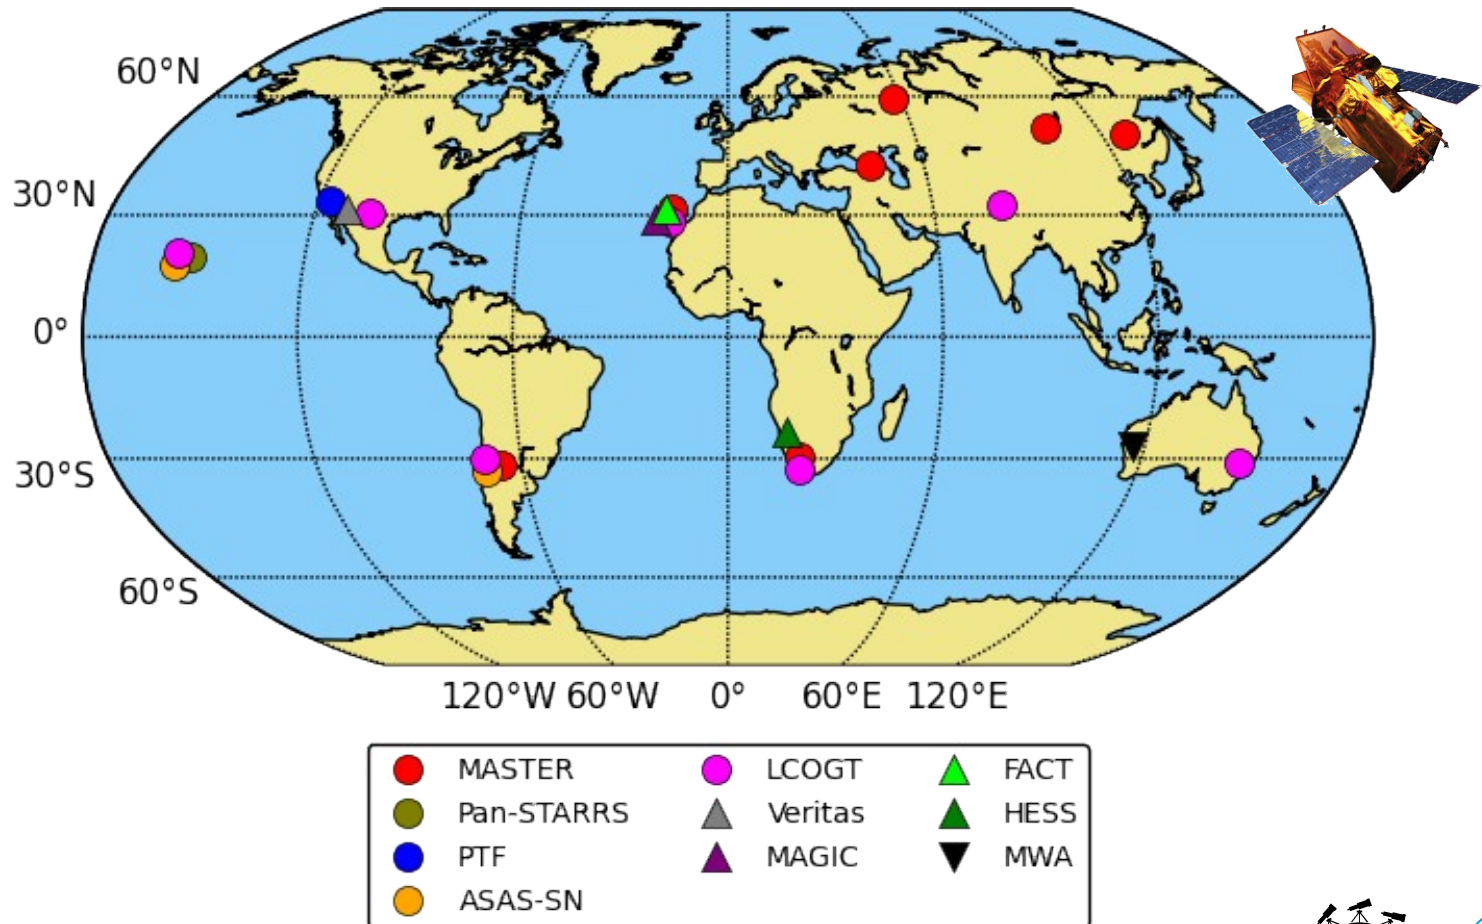 60°N
30°N
0°
30°S
60°S
120°W 60°W 0° 60°E 120°E
MASTER LCOGT FACT
Pan-STARRS Veritas HESS
PTF MAGIC MWA
ASAS-SN